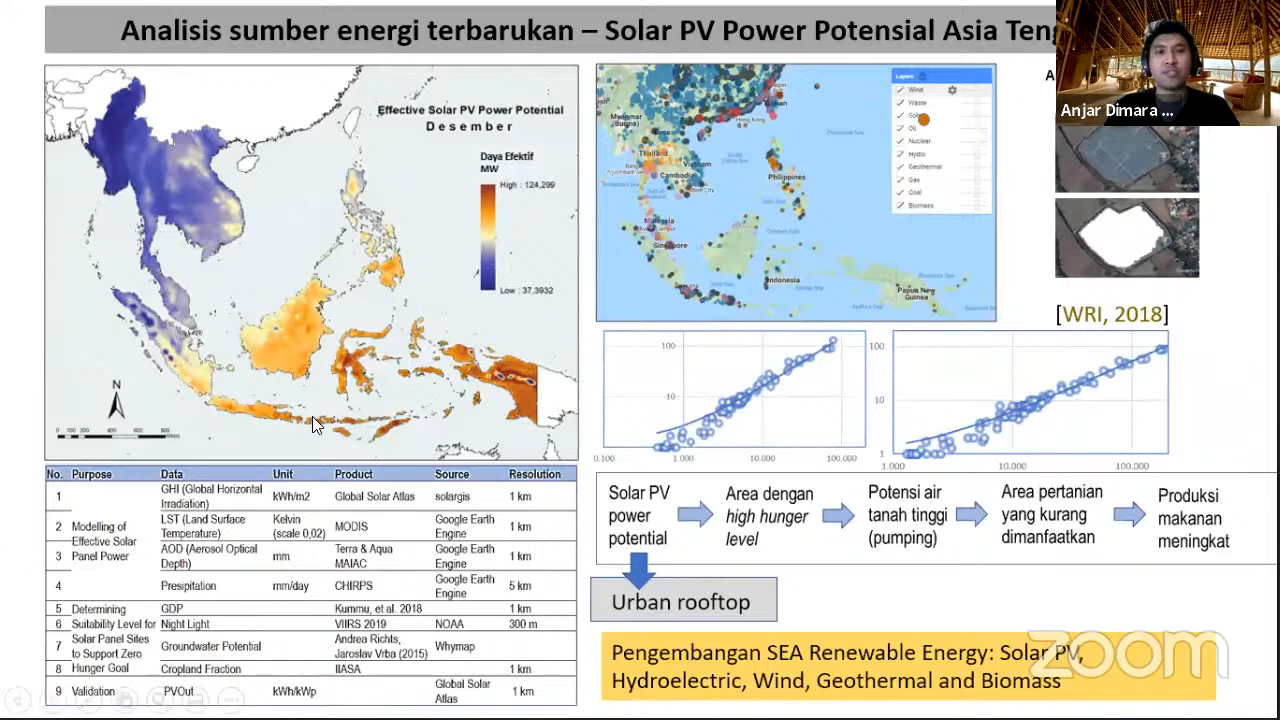 Analisis sumber energi terbarukan – Solar PV Power Potensial Asia Teng
Anjar Dimara ...
Effective Solar PV Power Potential
Desember
Daya Efektif
MW
High : 124,299
Low : 37,3932
N
0 100 200 400 600 800
Layers
Wind
Waste
Oil
Nuclear
Hydro
Geothermal
Gas
Coal
Biomass
Myanmar
(Burma)
Hong Kong
Thailand
Vietnam
Cambodia
Philippines
Malaysia
Singapore
Indonesia
Papua New
Guinea
[WRI, 2018]
100
10
0.100 1.000 10.000 100.000
100
10
1
1.000 10.000 100.000
No. Purpose Data Unit Product Source Resolution
1 GHI (Global Horizontal Irradiation) kWh/m2 Global Solar Atlas solargis 1 km
2 Modelling of Effective Solar Panel Power LST (Land Surface Temperature) Kelvin (scale 0,02) MODIS Google Earth Engine 1 km
3 AOD (Aerosol Optical Depth) mm Terra & Aqua MAIAC Google Earth Engine 1 km
4 Presipitation mm/day CHIRPS Google Earth Engine 5 km
5 Determining Suitability Level for Solar Panel Sites to Support Zero Hunger Goal GDP Kummu, et al. 2018 1 km
6 Night Light VIIRS 2019 NOAA 300 m
7 Groundwater Potential Andrea Richts, Jaroslav Vrba (2015) Whymap
8 Cropland Fraction IIASA 1 km
9 Validation PVOut kWh/kWp Global Solar Atlas 1 km
Solar PV
power
potential
Area dengan
high hunger
level
Potensi air
tanah tinggi
(pumping)
Area pertanian
yang kurang
dimanfaatkan
Produksi
makanan
meningkat
Urban rooftop
Pengembangan SEA Renewable Energy: Solar PV,
Hydroelectric, Wind, Geothermal and Biomass
zoom